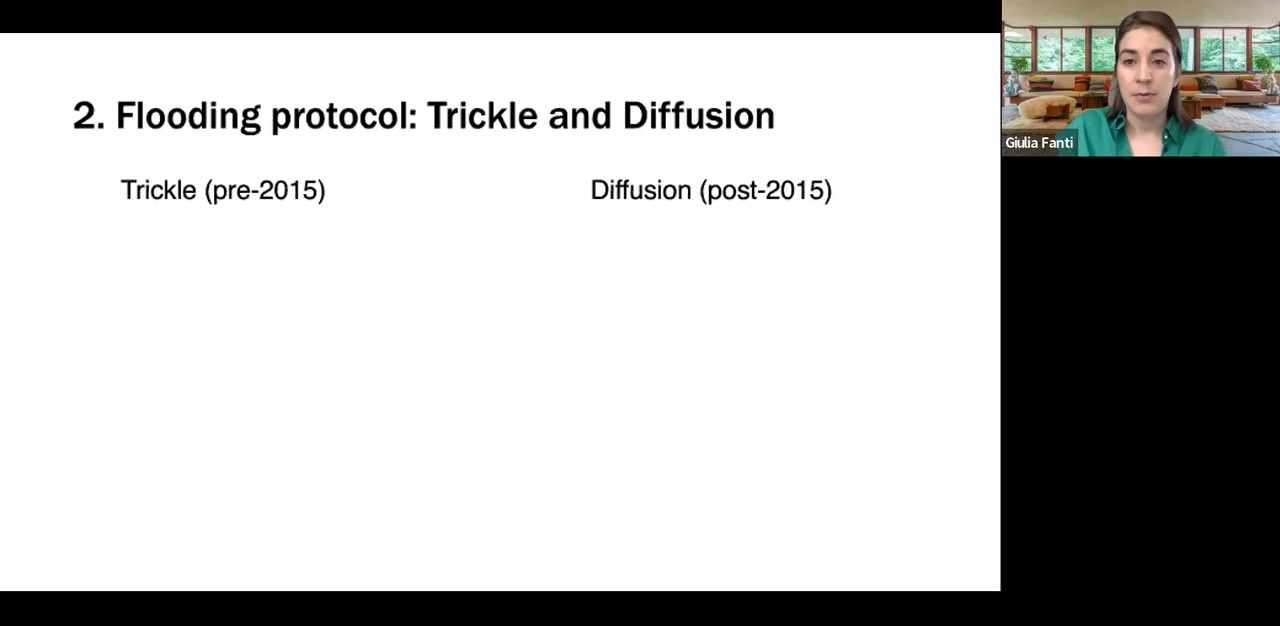 2. Flooding protocol: Trickle and Diffusion
Trickle (pre-2015)
Diffusion (post-2015)
Giulia Fanti